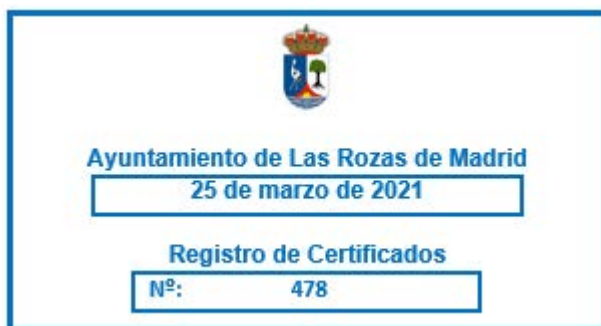 Ayuntamiento de Las Rozas de Madrid
25 de marzo de 2021
Registro de Certificados
Nº: 478